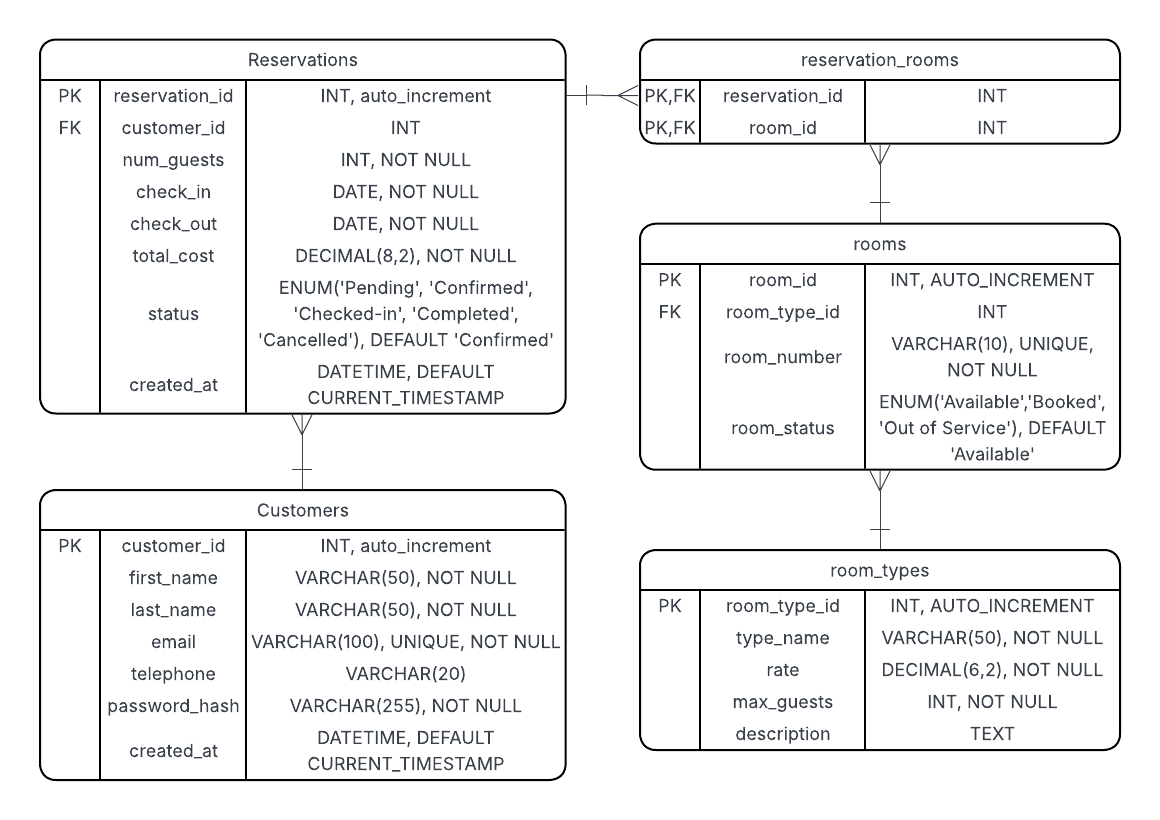 Reservations
PK reservation_id INT, auto_increment
FK customer_id INT
num_guests INT, NOT NULL
check_in DATE, NOT NULL
check_out DATE, NOT NULL
total_cost DECIMAL(8,2), NOT NULL
status ENUM('Pending', 'Confirmed',
'Checked-in', 'Completed',
'Cancelled'), DEFAULT 'Confirmed'
created_at DATETIME, DEFAULT
CURRENT_TIMESTAMP
Customers
PK customer_id INT, auto_increment
first_name VARCHAR(50), NOT NULL
last_name VARCHAR(50), NOT NULL
email VARCHAR(100), UNIQUE, NOT NULL
telephone VARCHAR(20)
password_hash VARCHAR(255), NOT NULL
created_at DATETIME, DEFAULT
CURRENT_TIMESTAMP
reservation_rooms
PK,FK reservation_id INT
PK,FK room_id INT
rooms
PK room_id INT, AUTO_INCREMENT
FK room_type_id INT
room_number VARCHAR(10), UNIQUE,
NOT NULL
room_status ENUM('Available','Booked',
'Out of Service'), DEFAULT
'Available'
room_types
PK room_type_id INT, AUTO_INCREMENT
type_name VARCHAR(50), NOT NULL
rate DECIMAL(6,2), NOT NULL
max_guests INT, NOT NULL
description TEXT